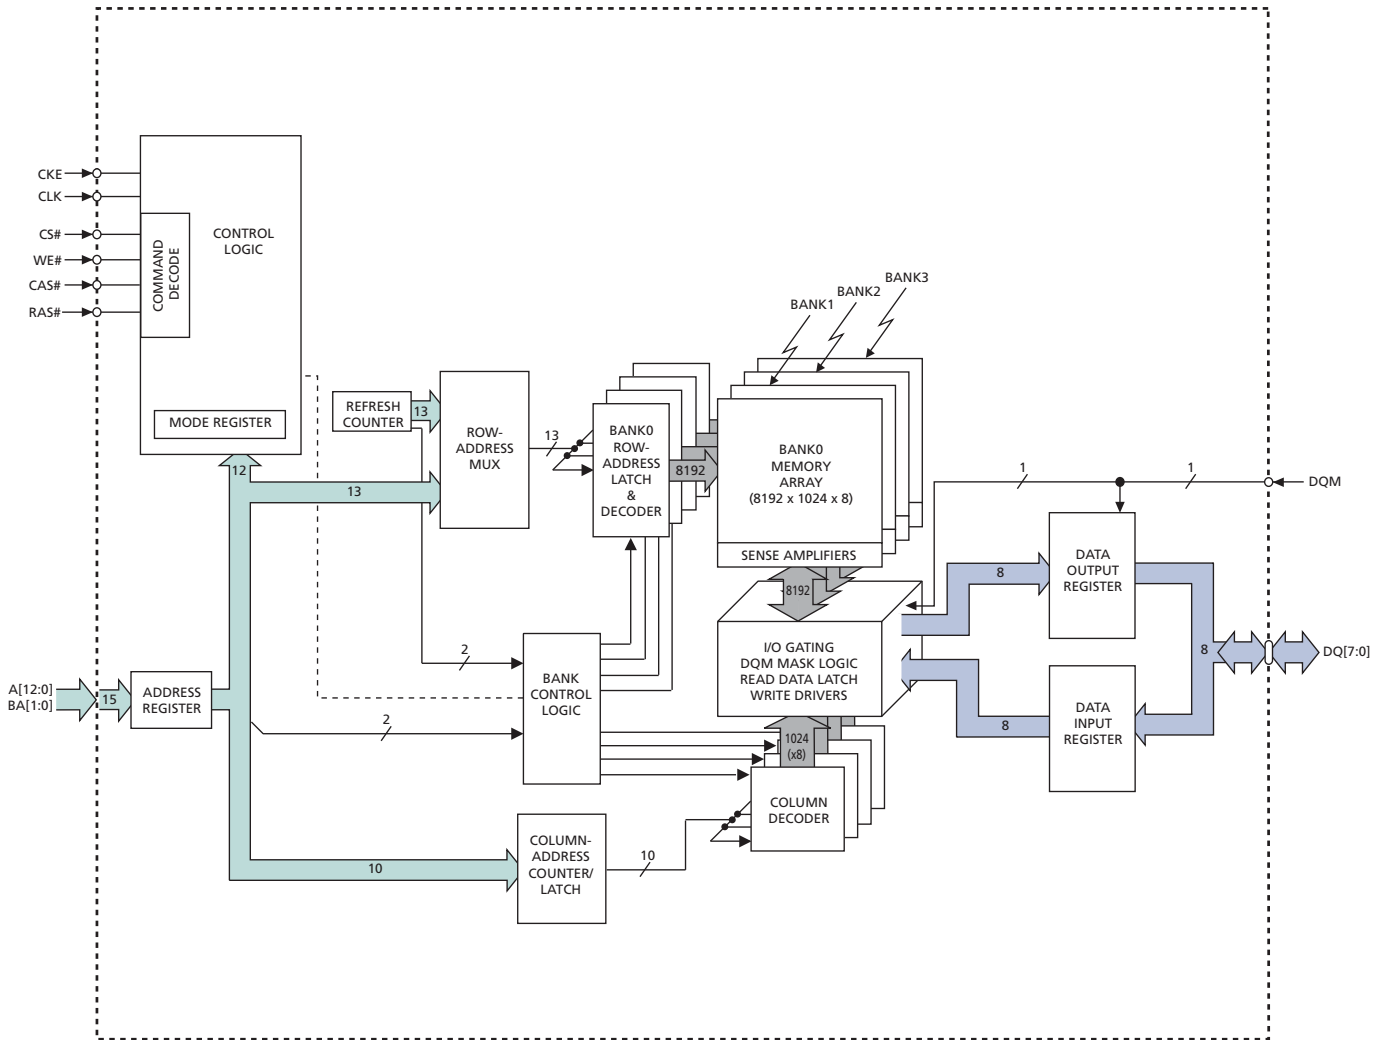 CKE
CLK
CS#
WE#
CAS#
RAS#
COMMAND
DECODE
CONTROL
LOGIC
MODE REGISTER
12
13
REFRESH
COUNTER
13
ROW-
ADDRESS
MUX
13
BANK0
ROW-
ADDRESS
LATCH
&
DECODER
8192
BANK1
BANK2
BANK3
BANK0
MEMORY
ARRAY
(8192 x 1024 x 8)
SENSE AMPLIFIERS
8192
I/O GATING
DQM MASK LOGIC
READ DATA LATCH
WRITE DRIVERS
1024
(x8)
COLUMN
DECODER
A[12:0]
BA[1:0]
15
ADDRESS
REGISTER
2
2
BANK
CONTROL
LOGIC
10
COLUMN-
ADDRESS
COUNTER/
LATCH
10
1
1
DQM
8
DATA
OUTPUT
REGISTER
8
DQ[7:0]
8
DATA
INPUT
REGISTER